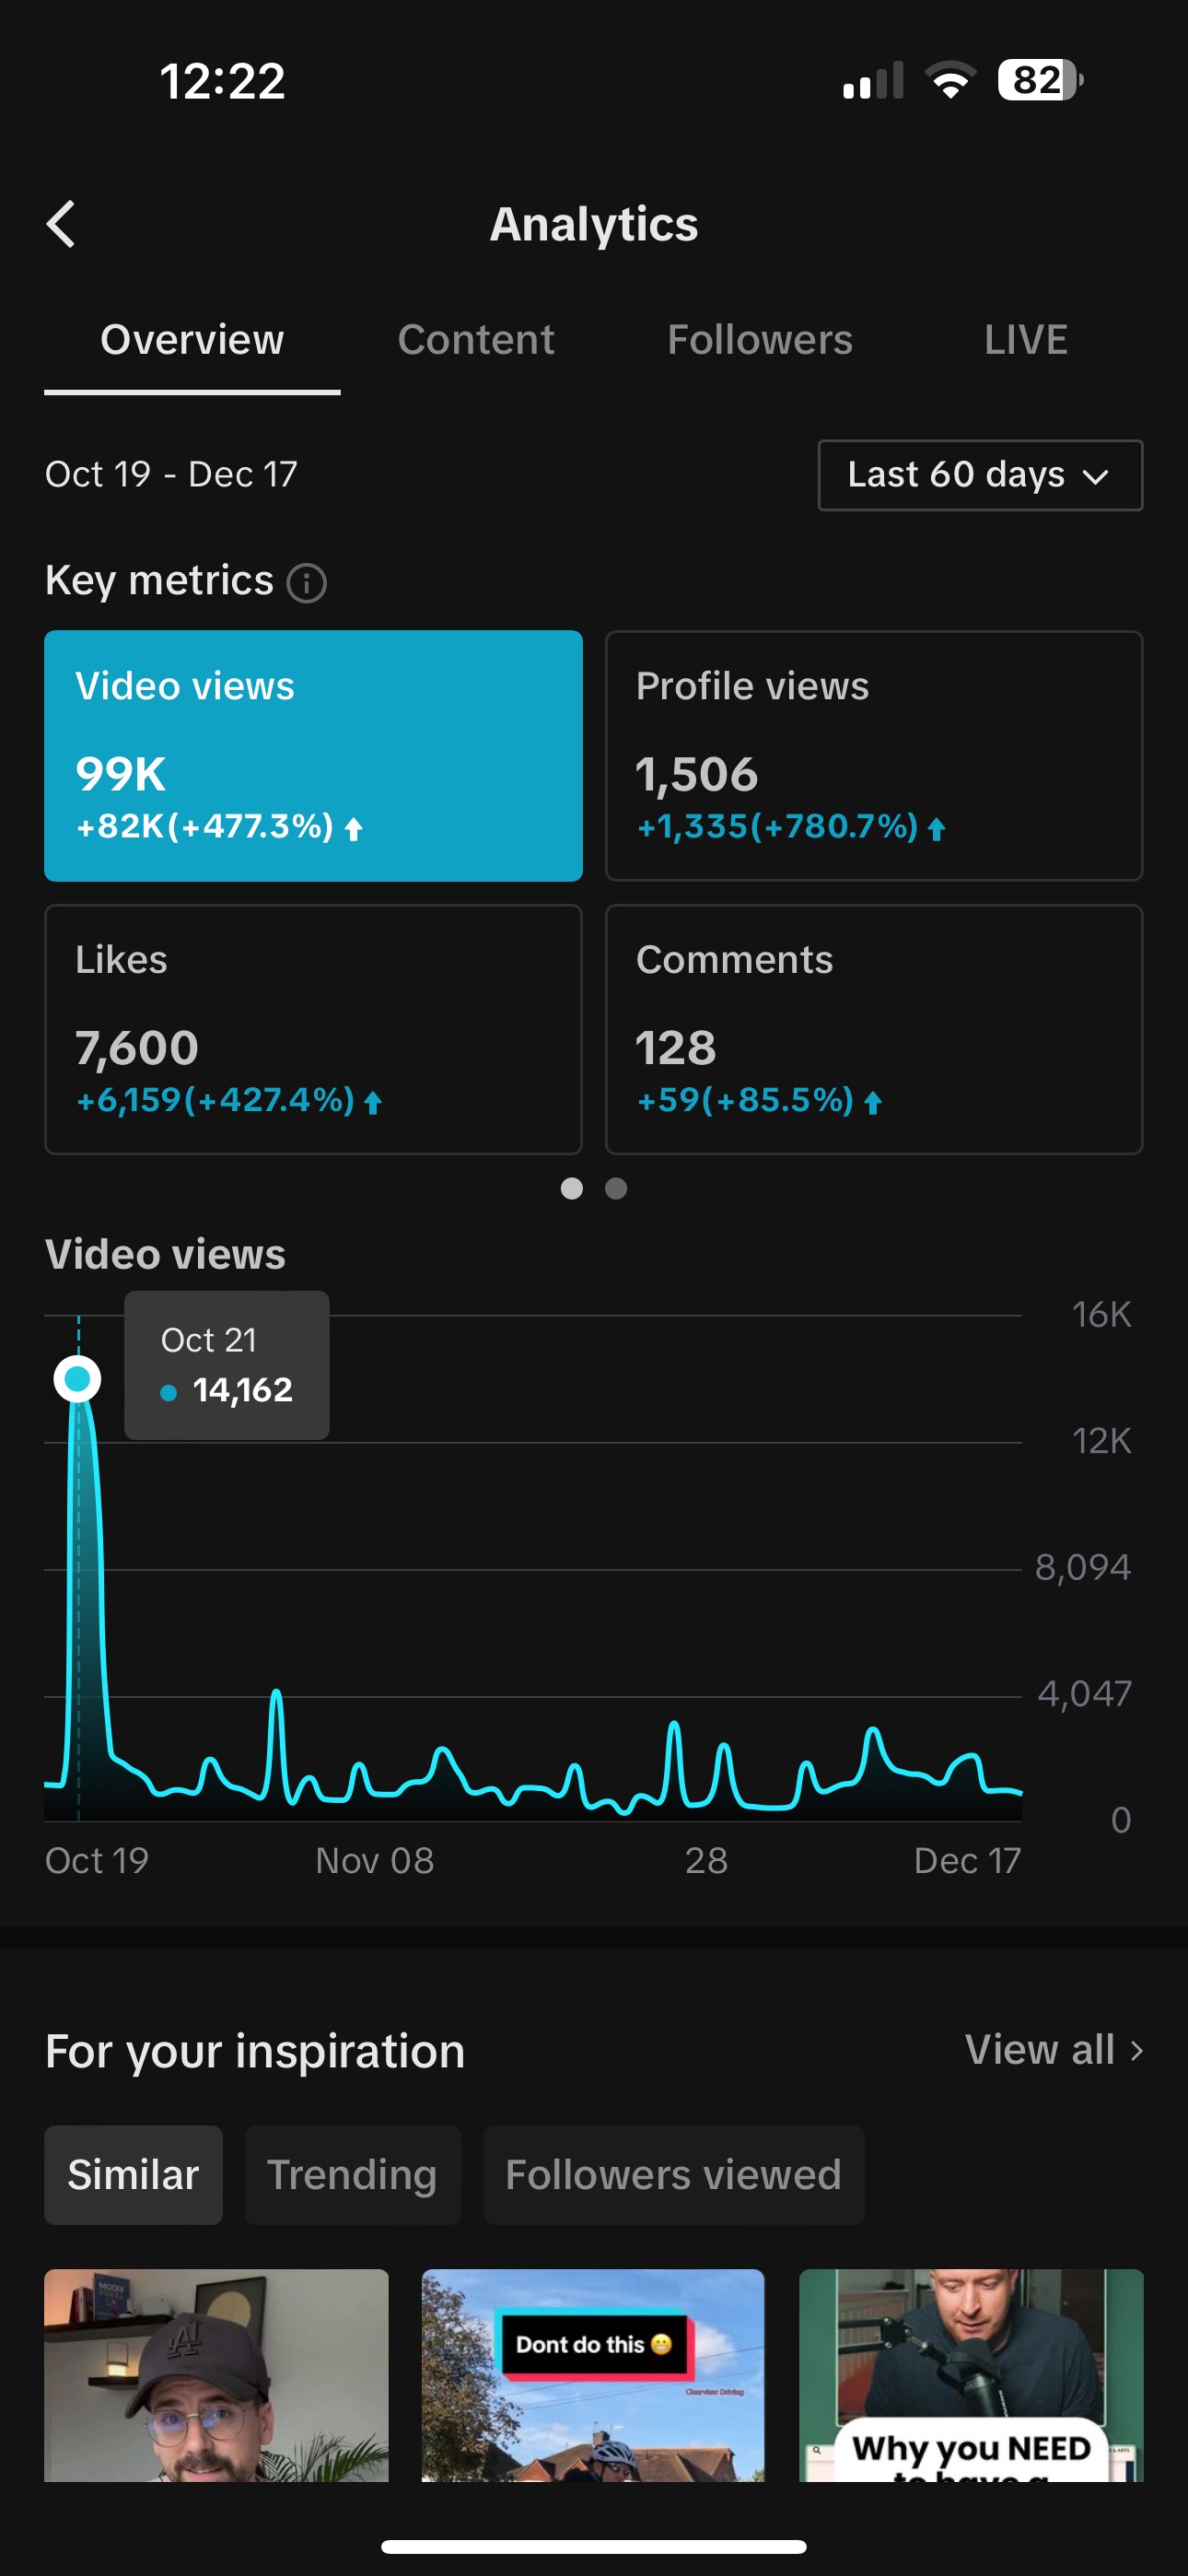 12:22
82
Analytics
Overview Content Followers LIVE
Oct 19 - Dec 17 Last 60 days
Key metrics
Video views
99K
+82K(+477.3%)
Profile views
1,506
+1,335(+780.7%)
Likes
7,600
+6,159(+427.4%)
Comments
128
+59(+85.5%)
Video views
Oct 21
14,162
16K
12K
8,094
4,047
0
Oct 19 Nov 08 28 Dec 17
For your inspiration View all
Similar Trending Followers viewed
Dont do this 😬
Clearview Driving
Why you NEED
to have a